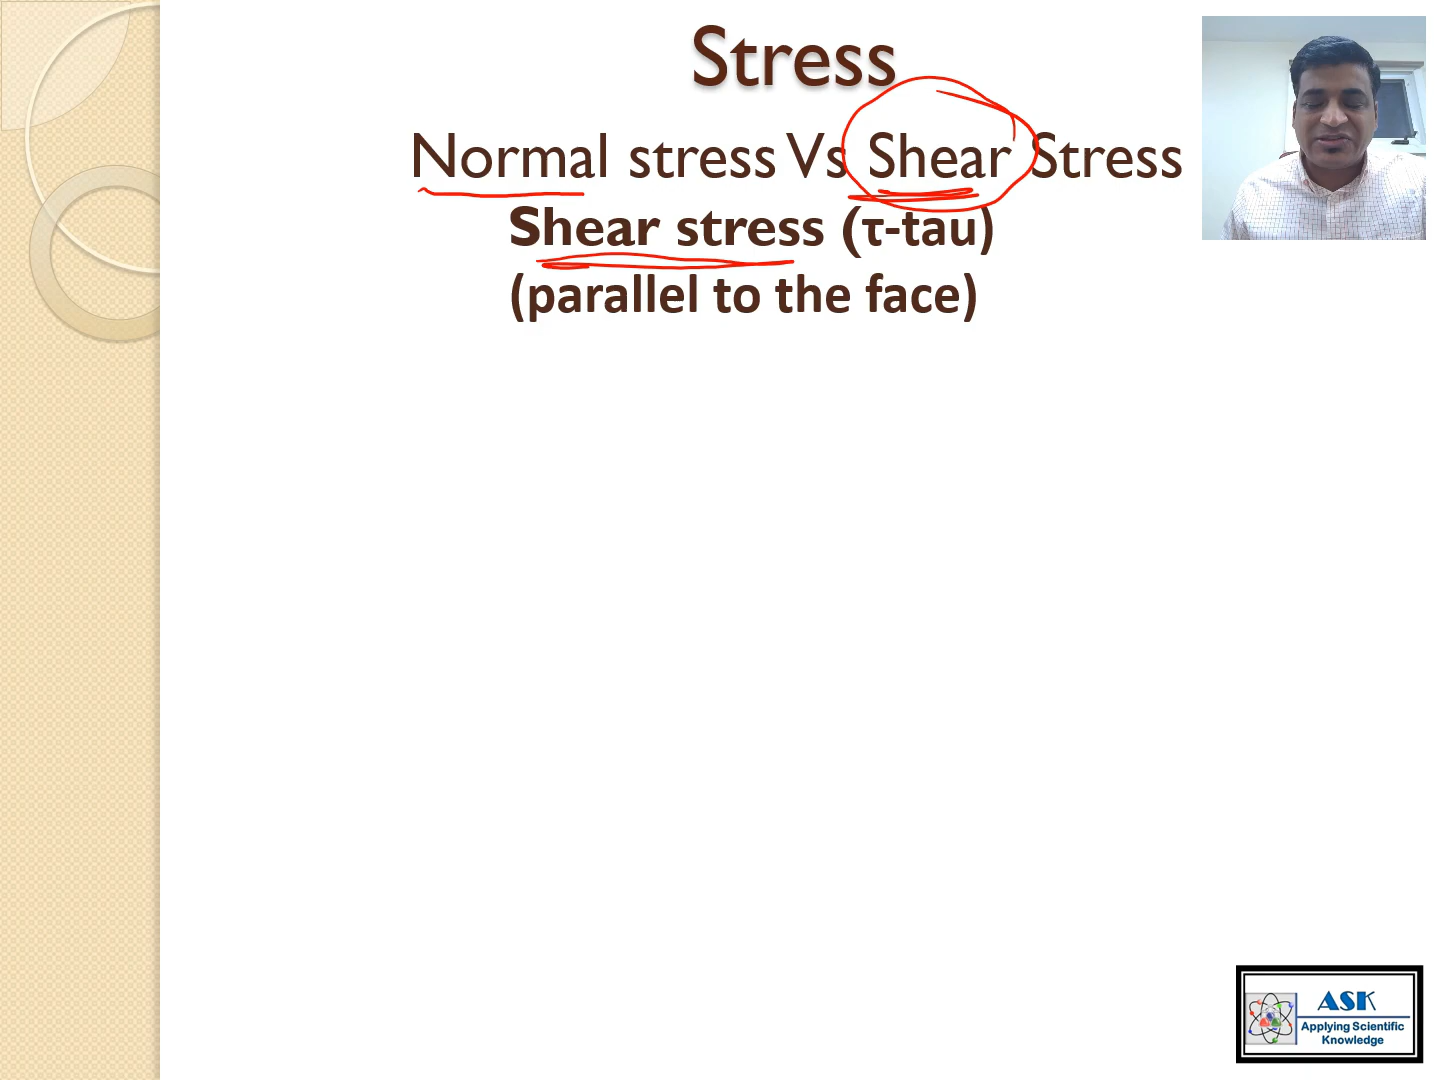 Stress
Normal stress Vs Shear Stress
Shear stress (τ-tau)
(parallel to the face)
ASK
Applying Scientific
Knowledge